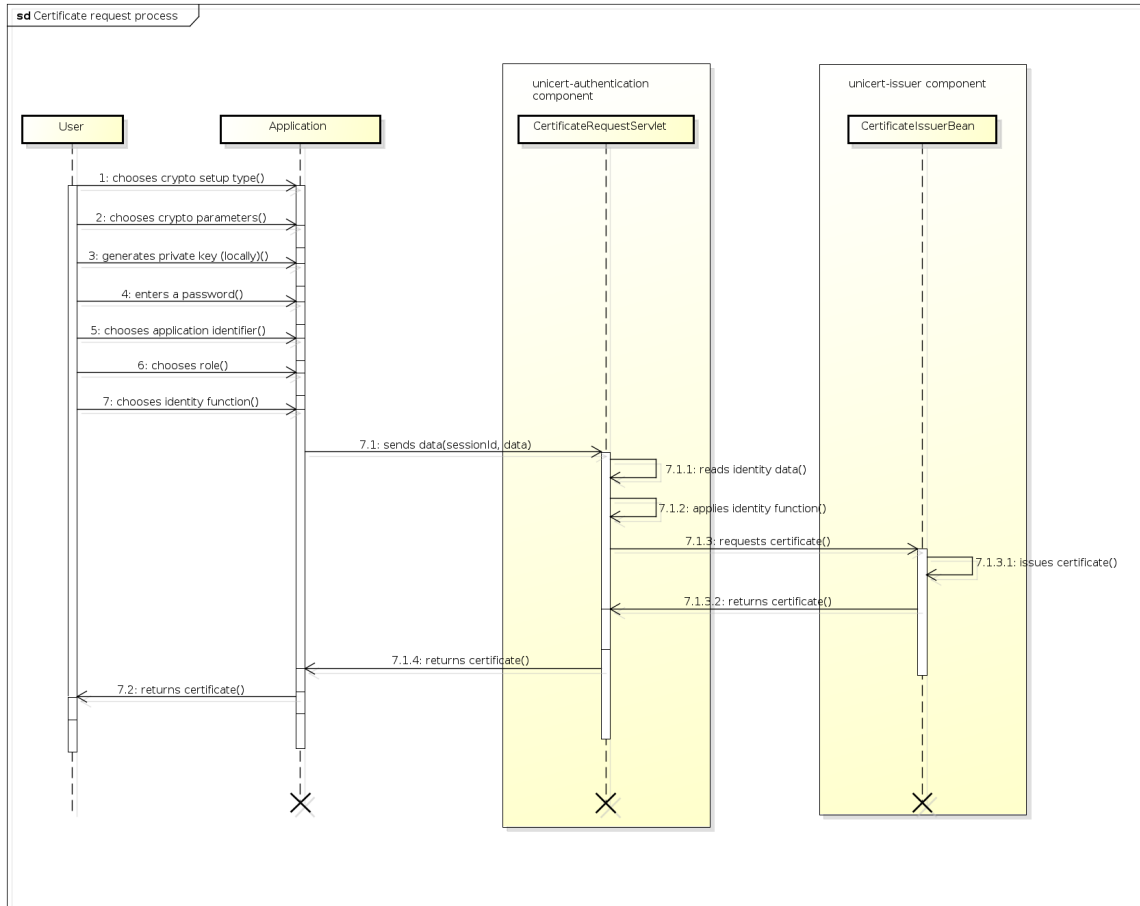 sd Certificate request process
unicert-authentication
component
unicert-issuer component
User
Application
CertificateRequestServlet
CertificateIssuerBean
1: chooses crypto setup type()
2: chooses crypto parameters()
3: generates private key (locally)()
4: enters a password()
5: chooses application identifier()
6: chooses role()
7: chooses identity function()
7.1: sends data(sessionId, data)
7.1.1: reads identity data()
7.1.2: applies identity function()
7.1.3: requests certificate()
7.1.3.1: issues certificate()
7.1.3.2: returns certificate()
7.1.4: returns certificate()
7.2: returns certificate()